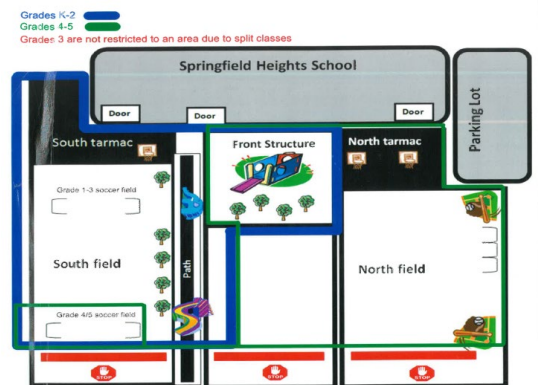 Grades K-2
Grades 4-5
Grades 3 are not restricted to an area due to split classes
Springfield Heights School
Parking Lot
Door
Door
Door
South tarmac
Front Structure
North tarmac
Grade 1-3 soccer field
South field
Path
North field
Grade 4/5 soccer field
STOP
STOP
STOP